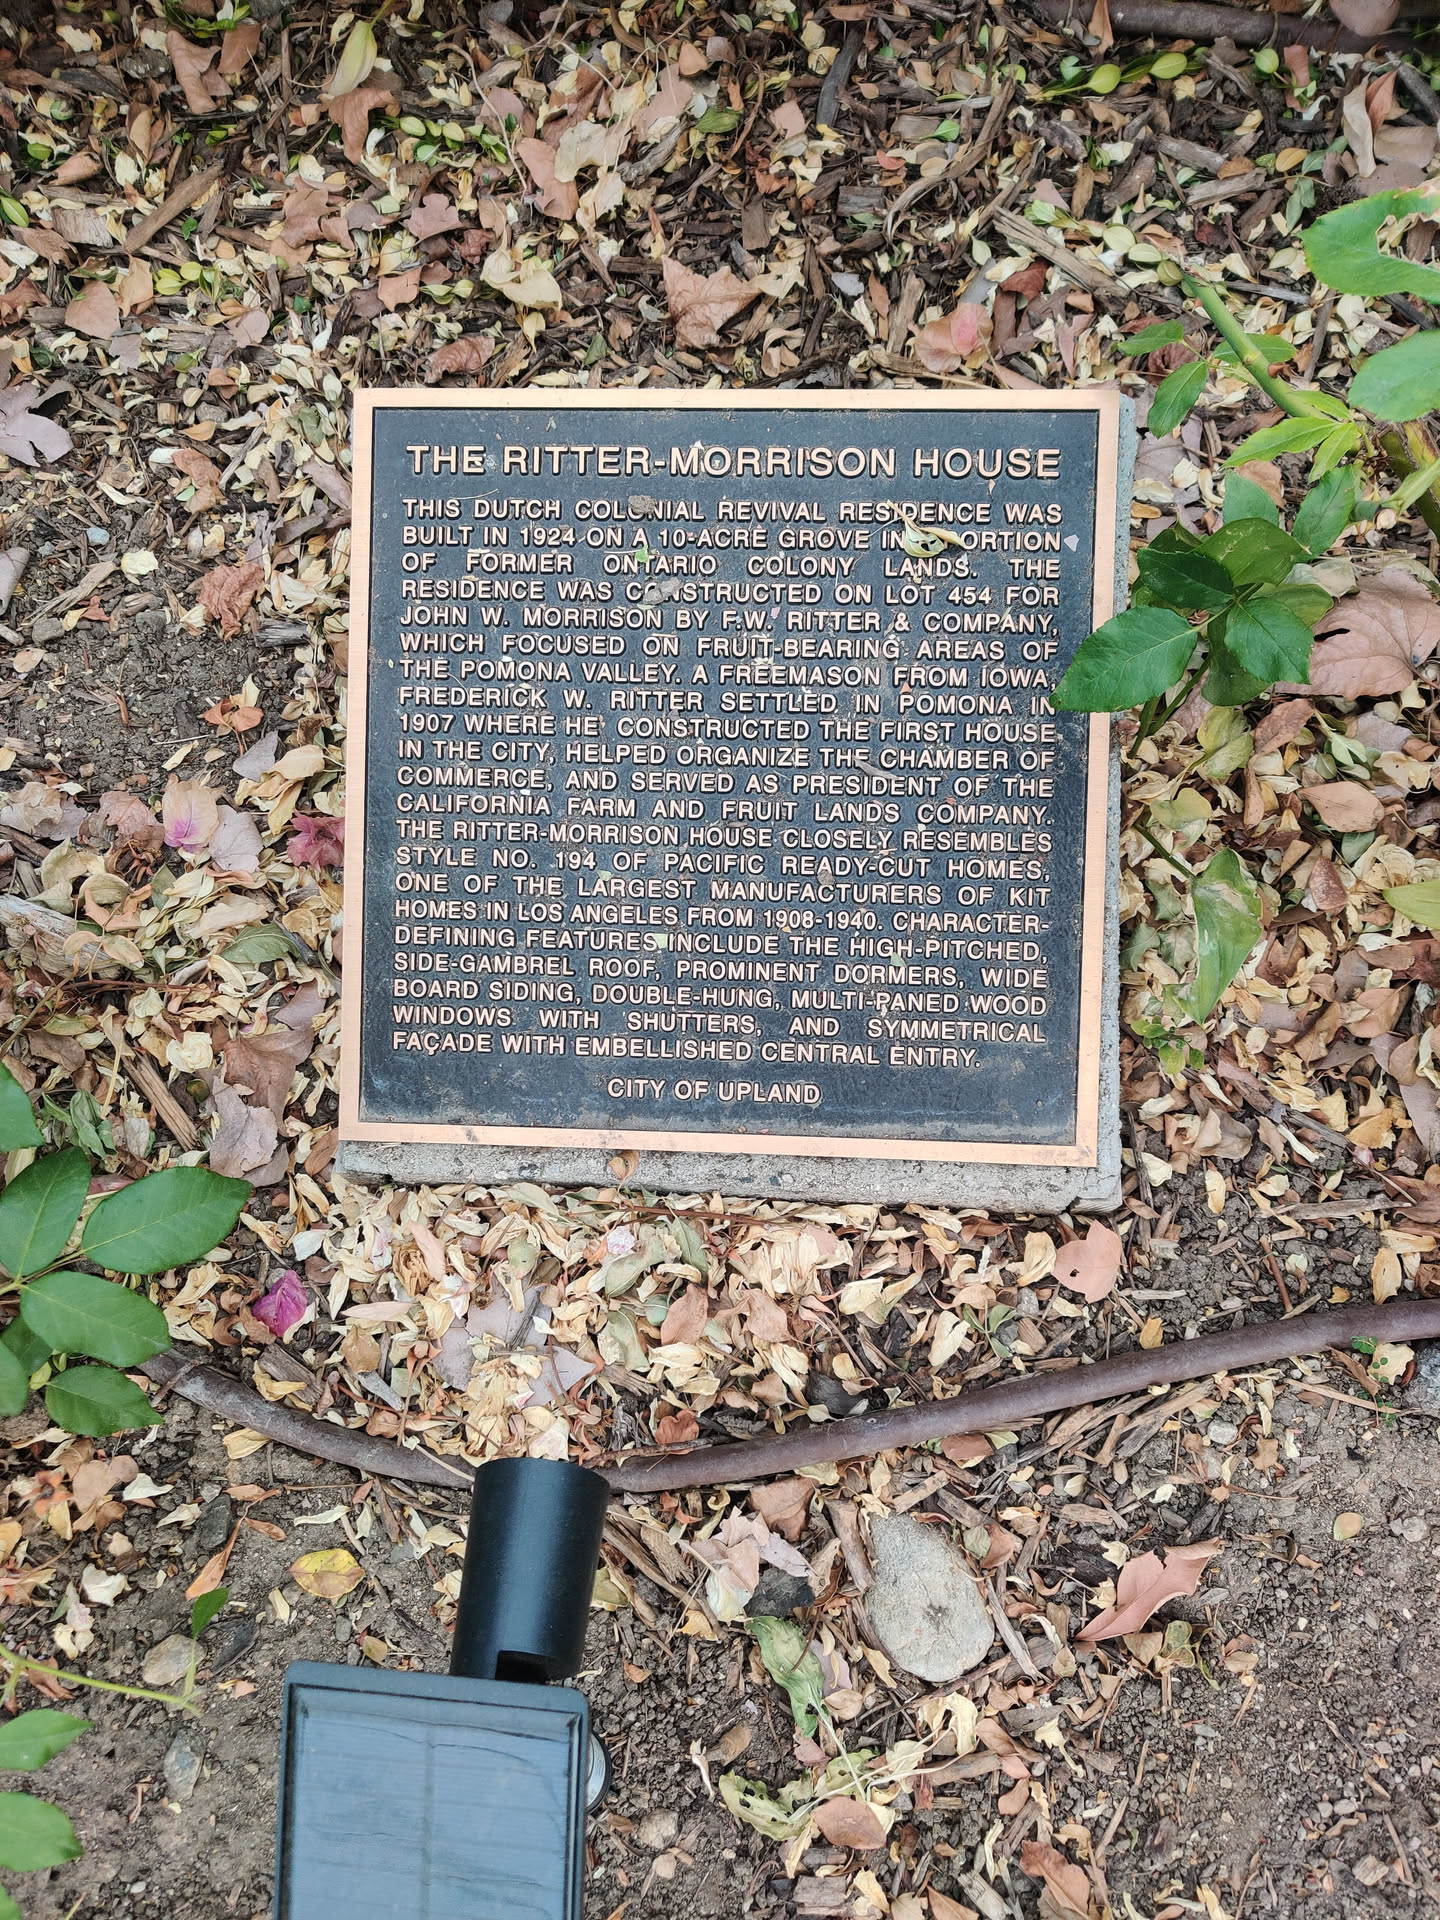 THE RITTER-MORRISON HOUSE
THIS DUTCH COLONIAL REVIVAL RESIDENCE WAS
BUILT IN 1924 ON A 10-ACRE GROVE IN ORTION
OF FORMER ONTARIO COLONY LANDS. THE
RESIDENCE WAS CONSTRUCTED ON LOT 454 FOR
JOHN W. MORRISON BY F.W. RITTER & COMPANY,
WHICH FOCUSED ON FRUIT-BEARING AREAS OF
THE POMONA VALLEY. A FREEMASON FROM IOWA,
FREDERICK W. RITTER SETTLED IN POMONA IN
1907 WHERE HE CONSTRUCTED THE FIRST HOUSE
IN THE CITY, HELPED ORGANIZE THE CHAMBER OF
COMMERCE, AND SERVED AS PRESIDENT OF THE
CALIFORNIA FARM AND FRUIT LANDS COMPANY.
THE RITTER-MORRISON HOUSE CLOSELY RESEMBLES
STYLE NO. 194 OF PACIFIC READY-CUT HOMES,
ONE OF THE LARGEST MANUFACTURERS OF KIT
HOMES IN LOS ANGELES FROM 1908-1940. CHARACTER-
DEFINING FEATURES INCLUDE THE HIGH-PITCHED,
SIDE-GAMBREL ROOF, PROMINENT DORMERS, WIDE
BOARD SIDING, DOUBLE-HUNG, MULTI-PANED WOOD
WINDOWS WITH SHUTTERS, AND SYMMETRICAL
FAÇADE WITH EMBELLISHED CENTRAL ENTRY.
CITY OF UPLAND